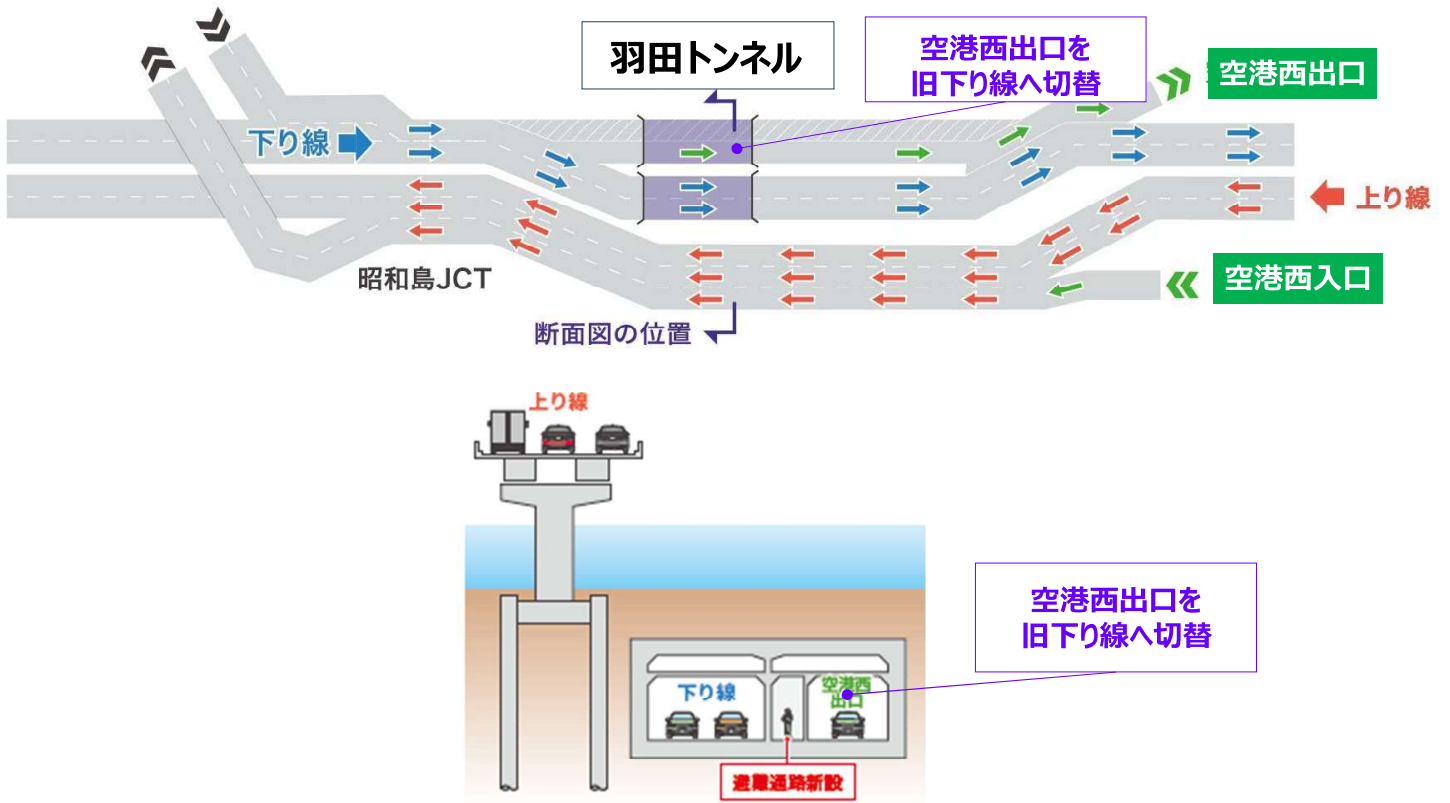 羽田トンネル
空港西出口を
旧下り線へ切替
空港西出口
下り線
上り線
昭和島JCT
空港西入口
断面図の位置
上り線
空港西出口を
旧下り線へ切替
下り線
空港西
出口
避難通路新設